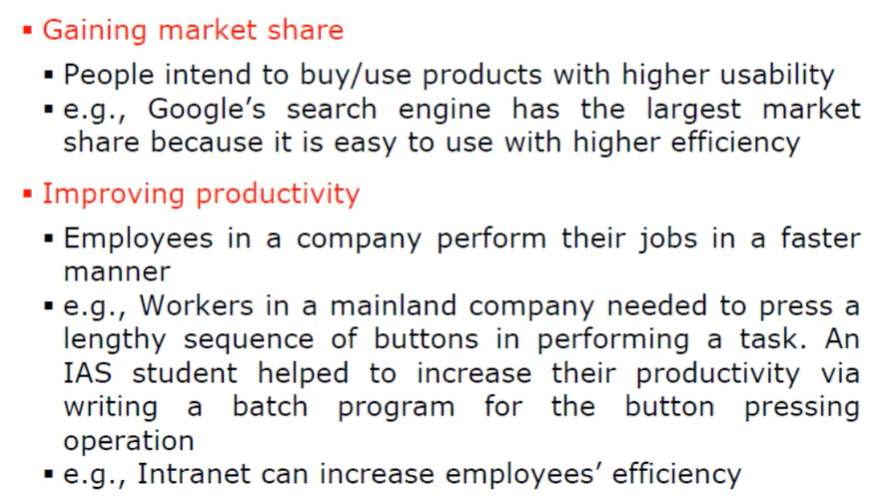 ▪ Gaining market share
▪ People intend to buy/use products with higher usability
▪ e.g., Google’s search engine has the largest market
share because it is easy to use with higher efficiency
▪ Improving productivity
▪ Employees in a company perform their jobs in a faster
manner
▪ e.g., Workers in a mainland company needed to press a
lengthy sequence of buttons in performing a task. An
IAS student helped to increase their productivity via
writing a batch program for the button pressing
operation
▪ e.g., Intranet can increase employees’ efficiency